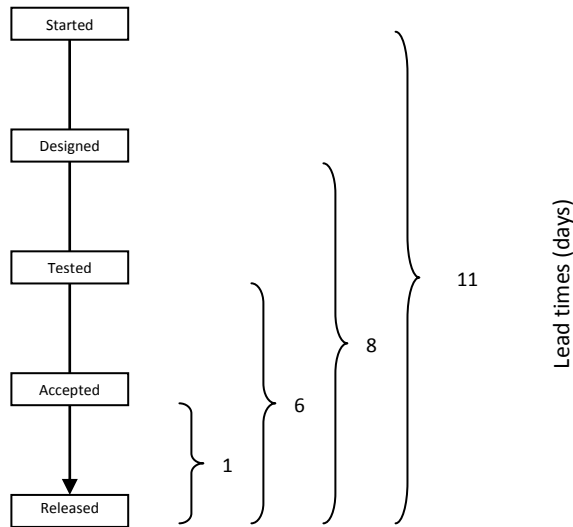 Started
Designed
Tested
Accepted
Released
1
6
8
11
Lead times (days)